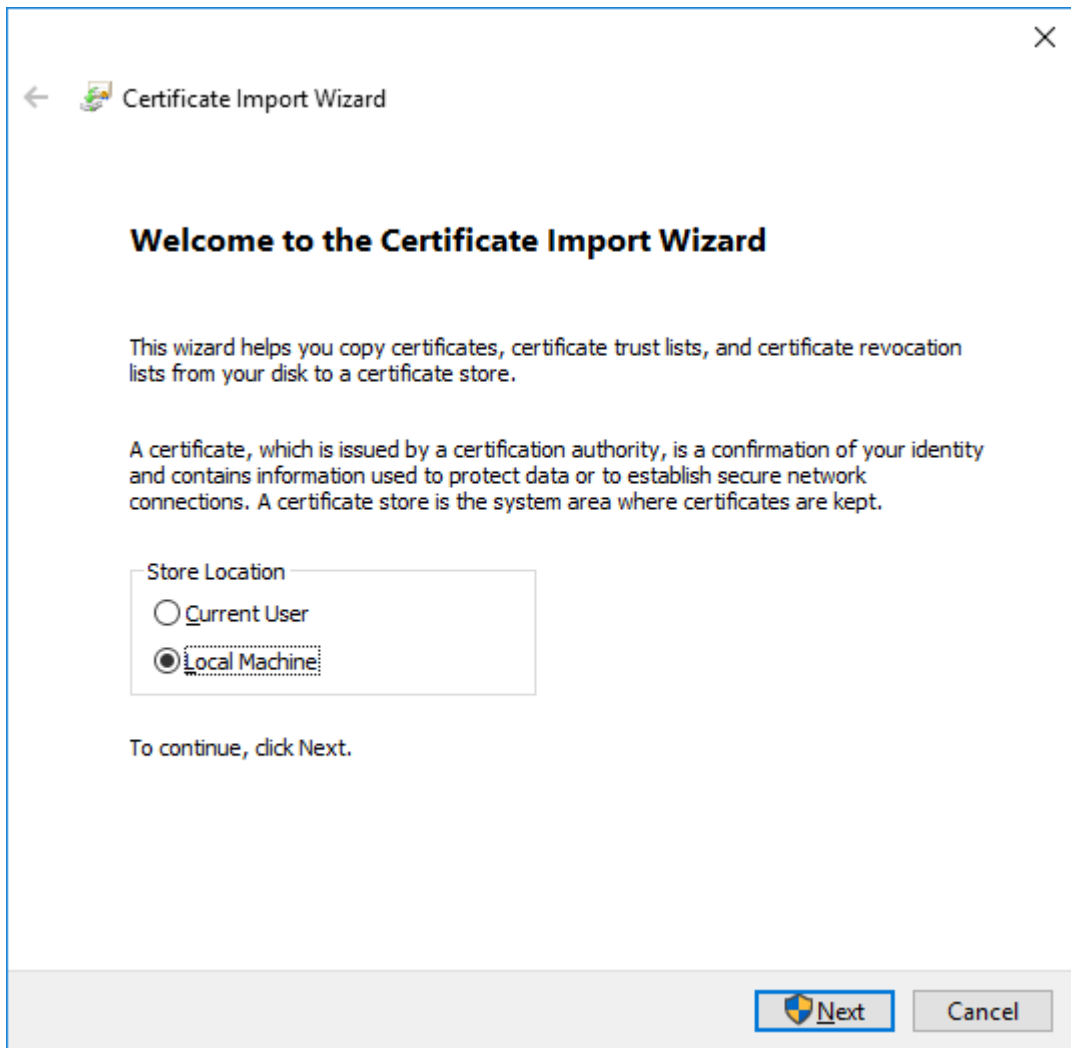 Certificate Import Wizard
Welcome to the Certificate Import Wizard
This wizard helps you copy certificates, certificate trust lists, and certificate revocation
lists from your disk to a certificate store.
A certificate, which is issued by a certification authority, is a confirmation of your identity
and contains information used to protect data or to establish secure network
connections. A certificate store is the system area where certificates are kept.
Store Location
Current User
Local Machine
To continue, click Next.
Next
Cancel